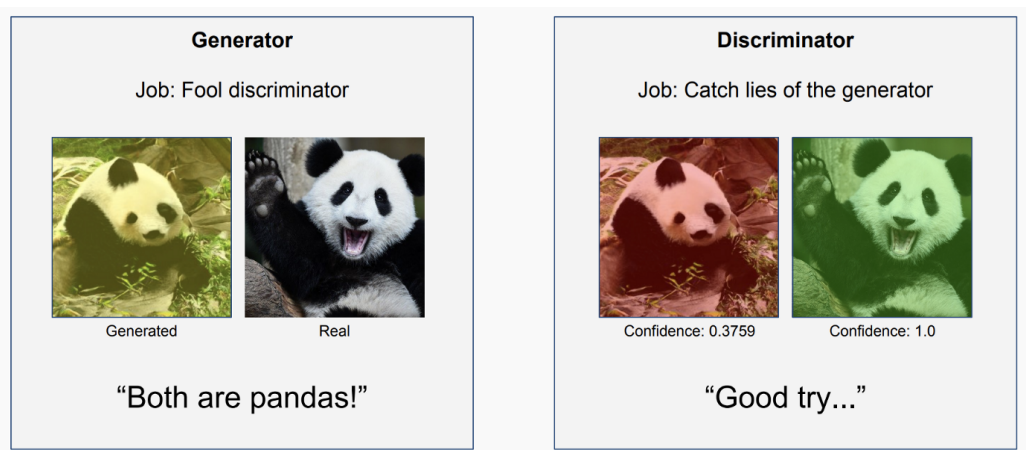 Generator
Job: Fool discriminator
Generated
Real
“Both are pandas!”
Discriminator
Job: Catch lies of the generator
Confidence: 0.3759
Confidence: 1.0
“Good try...”